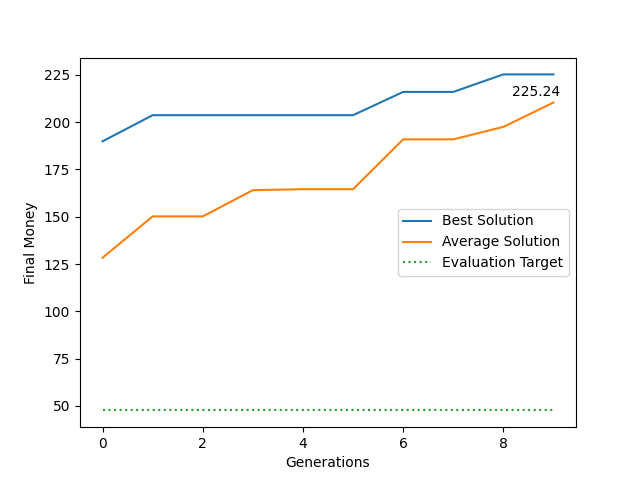 225
200
175
150
125
100
75
50
0
2
4
6
8
Final Money
Generations
225.24
Best Solution
Average Solution
Evaluation Target